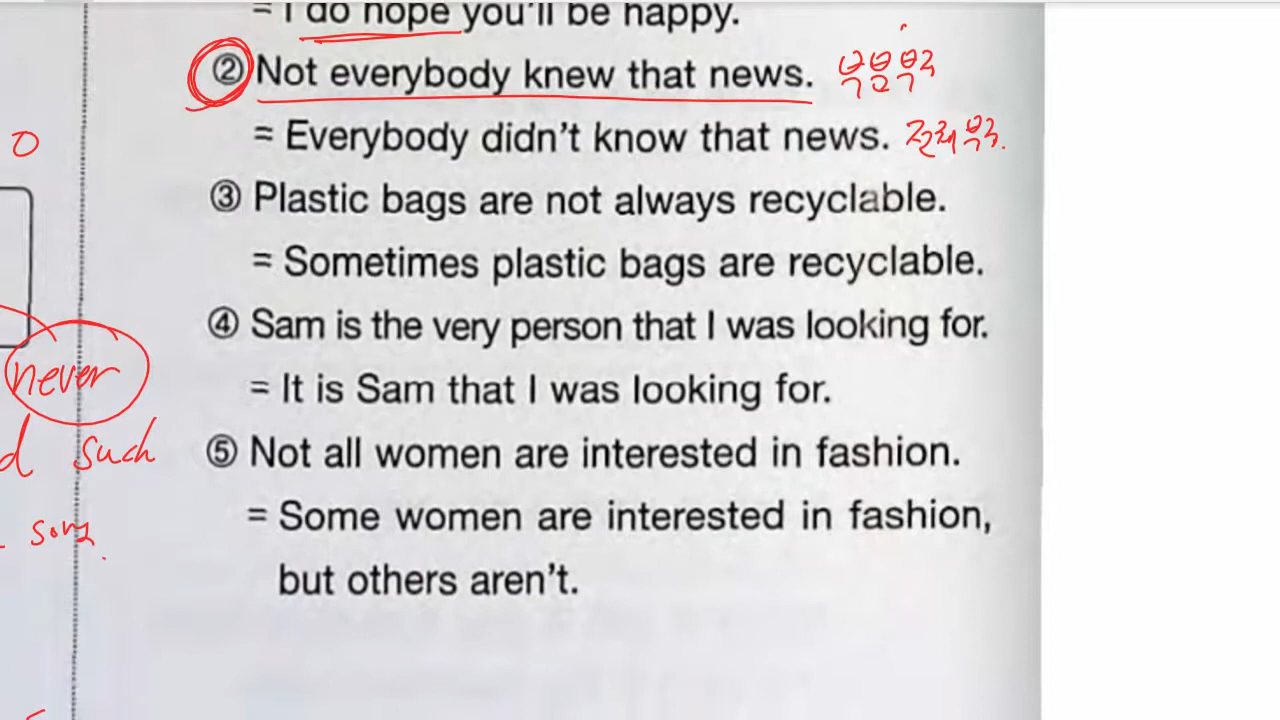 = I do hope you'll be happy.
② Not everybody knew that news. 부분부정
= Everybody didn't know that news. 전체부정.
③ Plastic bags are not always recyclable.
= Sometimes plastic bags are recyclable.
④ Sam is the very person that I was looking for.
never
= It is Sam that I was looking for.
such
⑤ Not all women are interested in fashion.
= Some women are interested in fashion,
song
but others aren't.